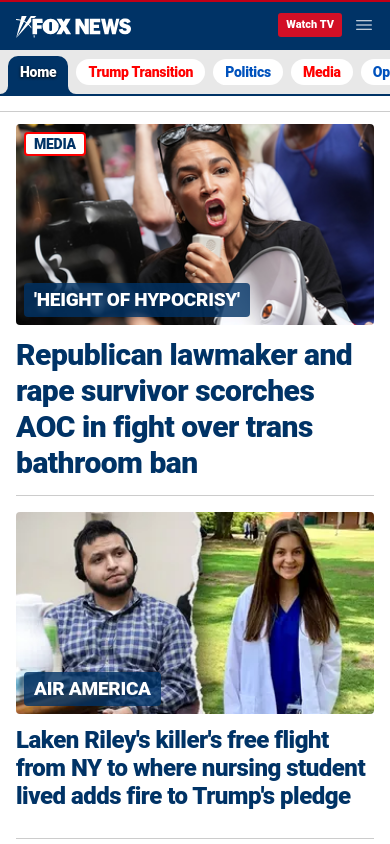 FOX NEWS
Watch TV
Home
Trump Transition
Politics
Media
Op
MEDIA
'HEIGHT OF HYPOCRISY'
Republican lawmaker and
rape survivor scorches
AOC in fight over trans
bathroom ban
AIR AMERICA
Laken Riley's killer's free flight
from NY to where nursing student
lived adds fire to Trump's pledge